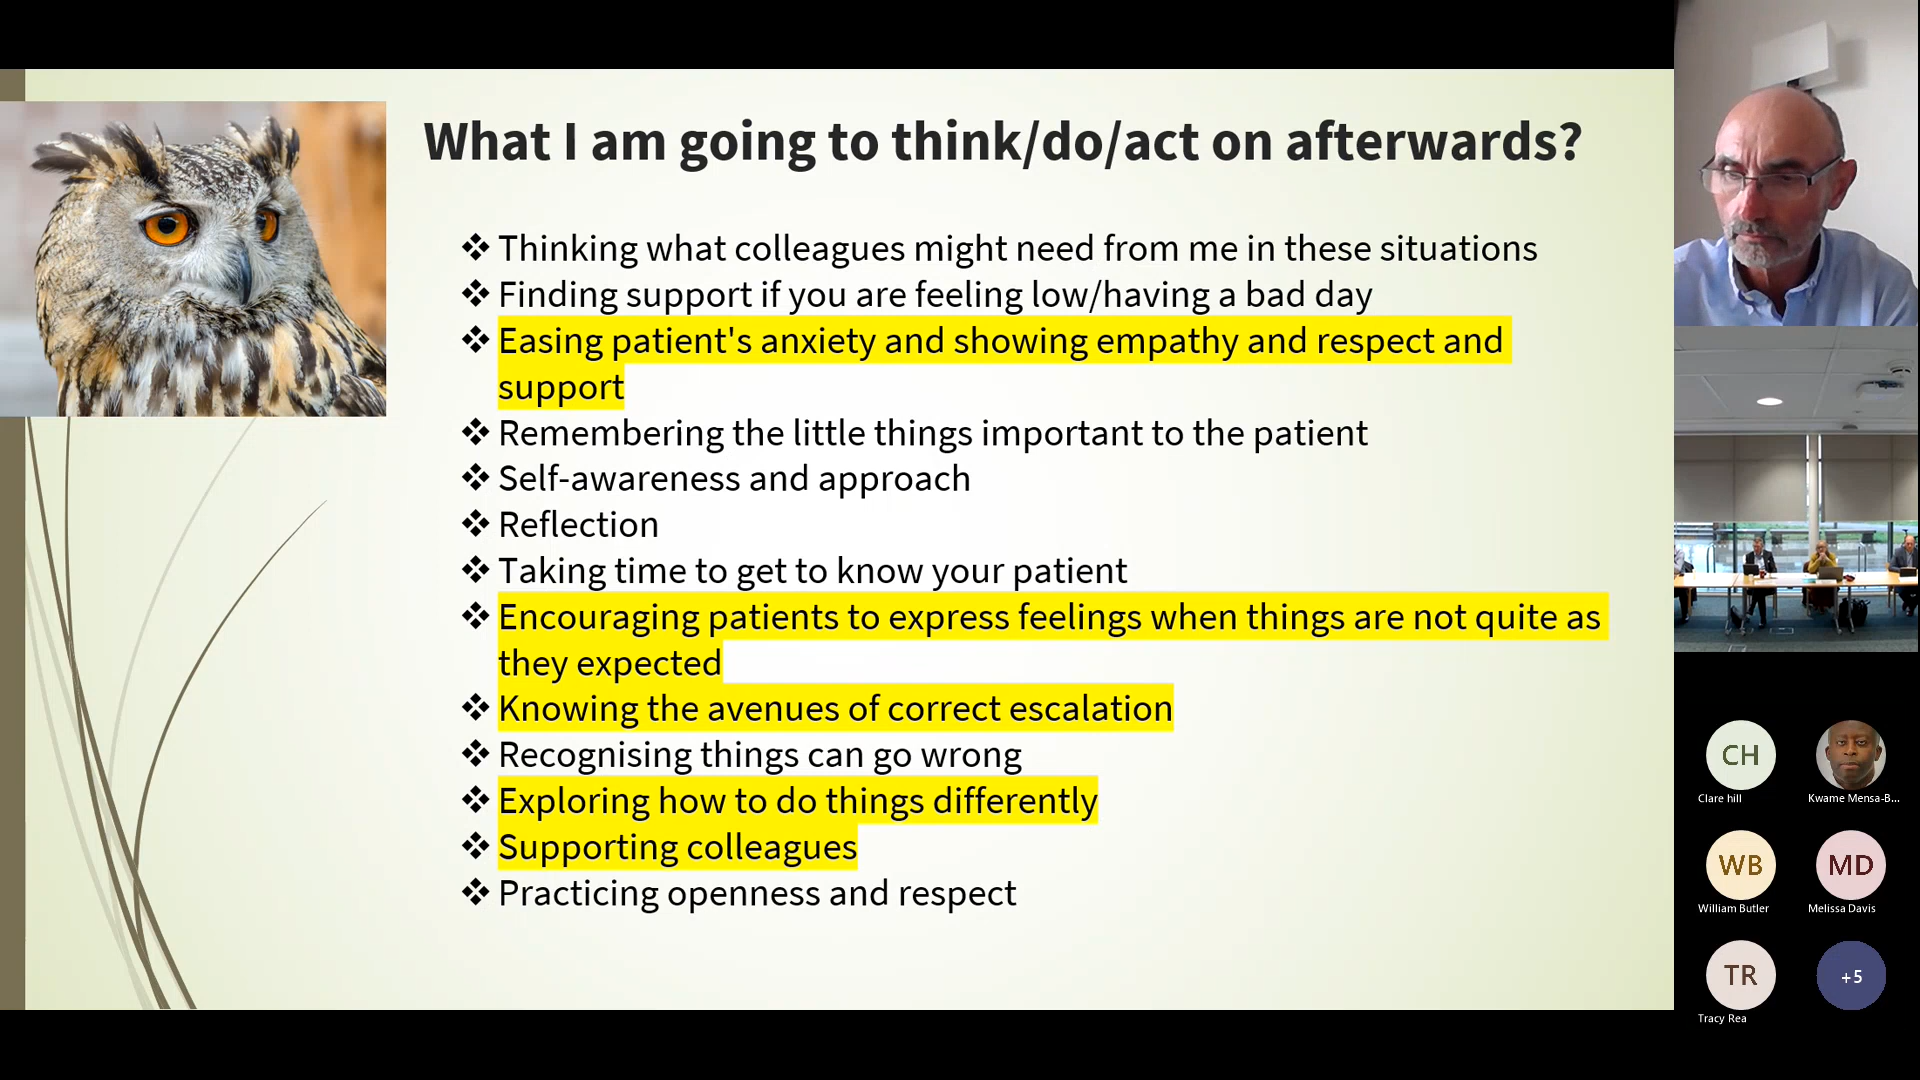 What I am going to think/do/act on afterwards?
❖ Thinking what colleagues might need from me in these situations
❖ Finding support if you are feeling low/having a bad day
❖ Easing patient's anxiety and showing empathy and respect and
support
❖ Remembering the little things important to the patient
❖ Self-awareness and approach
❖ Reflection
❖ Taking time to get to know your patient
❖ Encouraging patients to express feelings when things are not quite as
they expected
❖ Knowing the avenues of correct escalation
❖ Recognising things can go wrong
❖ Exploring how to do things differently
❖ Supporting colleagues
❖ Practicing openness and respect
CH
Clare hill
Kwame Mensa-B...
WB
William Butler
MD
Melissa Davis
TR
Tracy Rea
+5